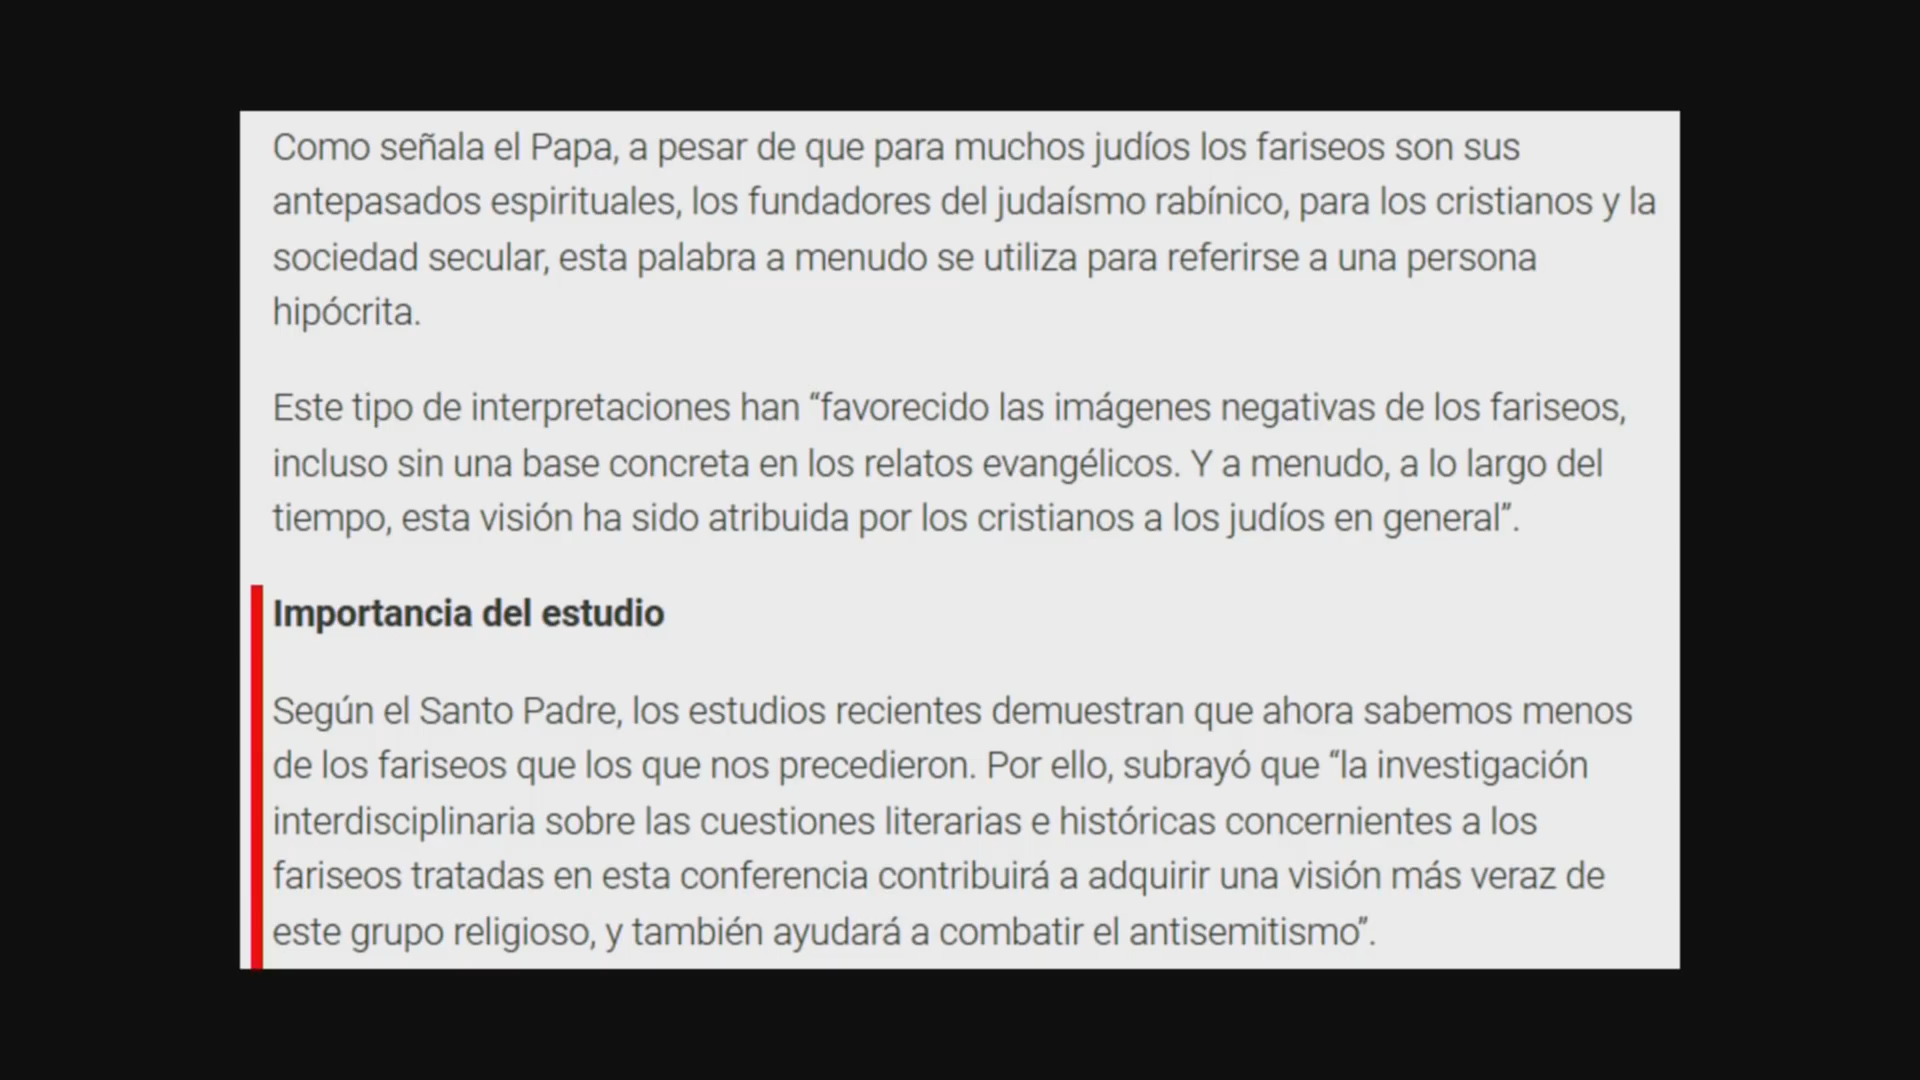 Como señala el Papa, a pesar de que para muchos judíos los fariseos son sus
antepasados espirituales, los fundadores del judaísmo rabínico, para los cristianos y la
sociedad secular, esta palabra a menudo se utiliza para referirse a una persona
hipócrita.
Este tipo de interpretaciones han “favorecido las imágenes negativas de los fariseos,
incluso sin una base concreta en los relatos evangélicos. Y a menudo, a lo largo del
tiempo, esta visión ha sido atribuida por los cristianos a los judíos en general”.
Importancia del estudio
Según el Santo Padre, los estudios recientes demuestran que ahora sabemos menos
de los fariseos que los que nos precedieron. Por ello, subrayó que “la investigación
interdisciplinaria sobre las cuestiones literarias e históricas concernientes a los
fariseos tratadas en esta conferencia contribuirá a adquirir una visión más veraz de
este grupo religioso, y también ayudará a combatir el antisemitismo”.